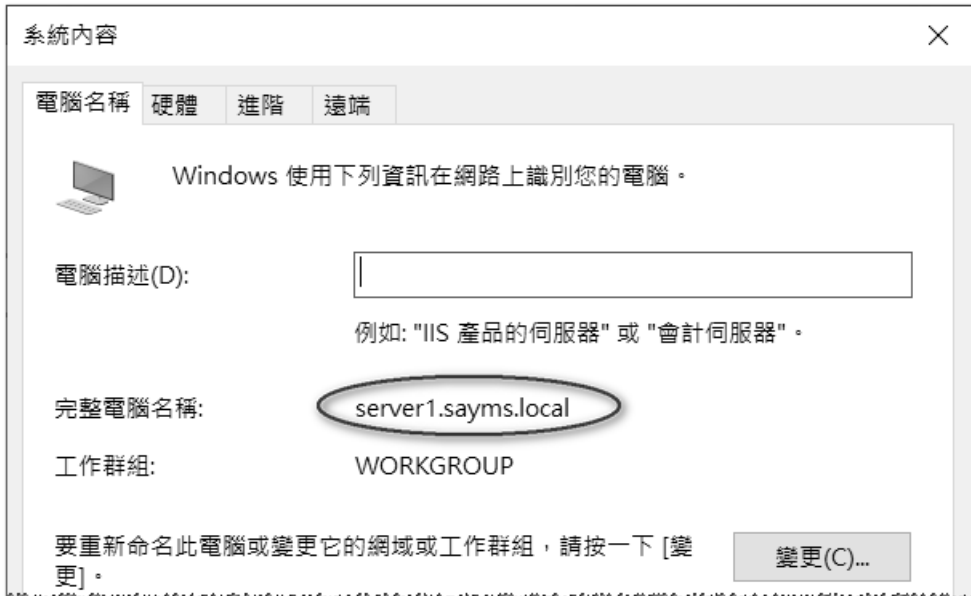 系統內容
電腦名稱 硬體 進階 遠端
Windows 使用下列資訊在網路上識別您的電腦。
電腦描述(D):
例如: "IIS 產品的伺服器" 或 "會計伺服器"。
完整電腦名稱: server1.sayms.local
工作群組: WORKGROUP
要重新命名此電腦或變更它的網域或工作群組，請按一下 [變
更]。
變更(C)...